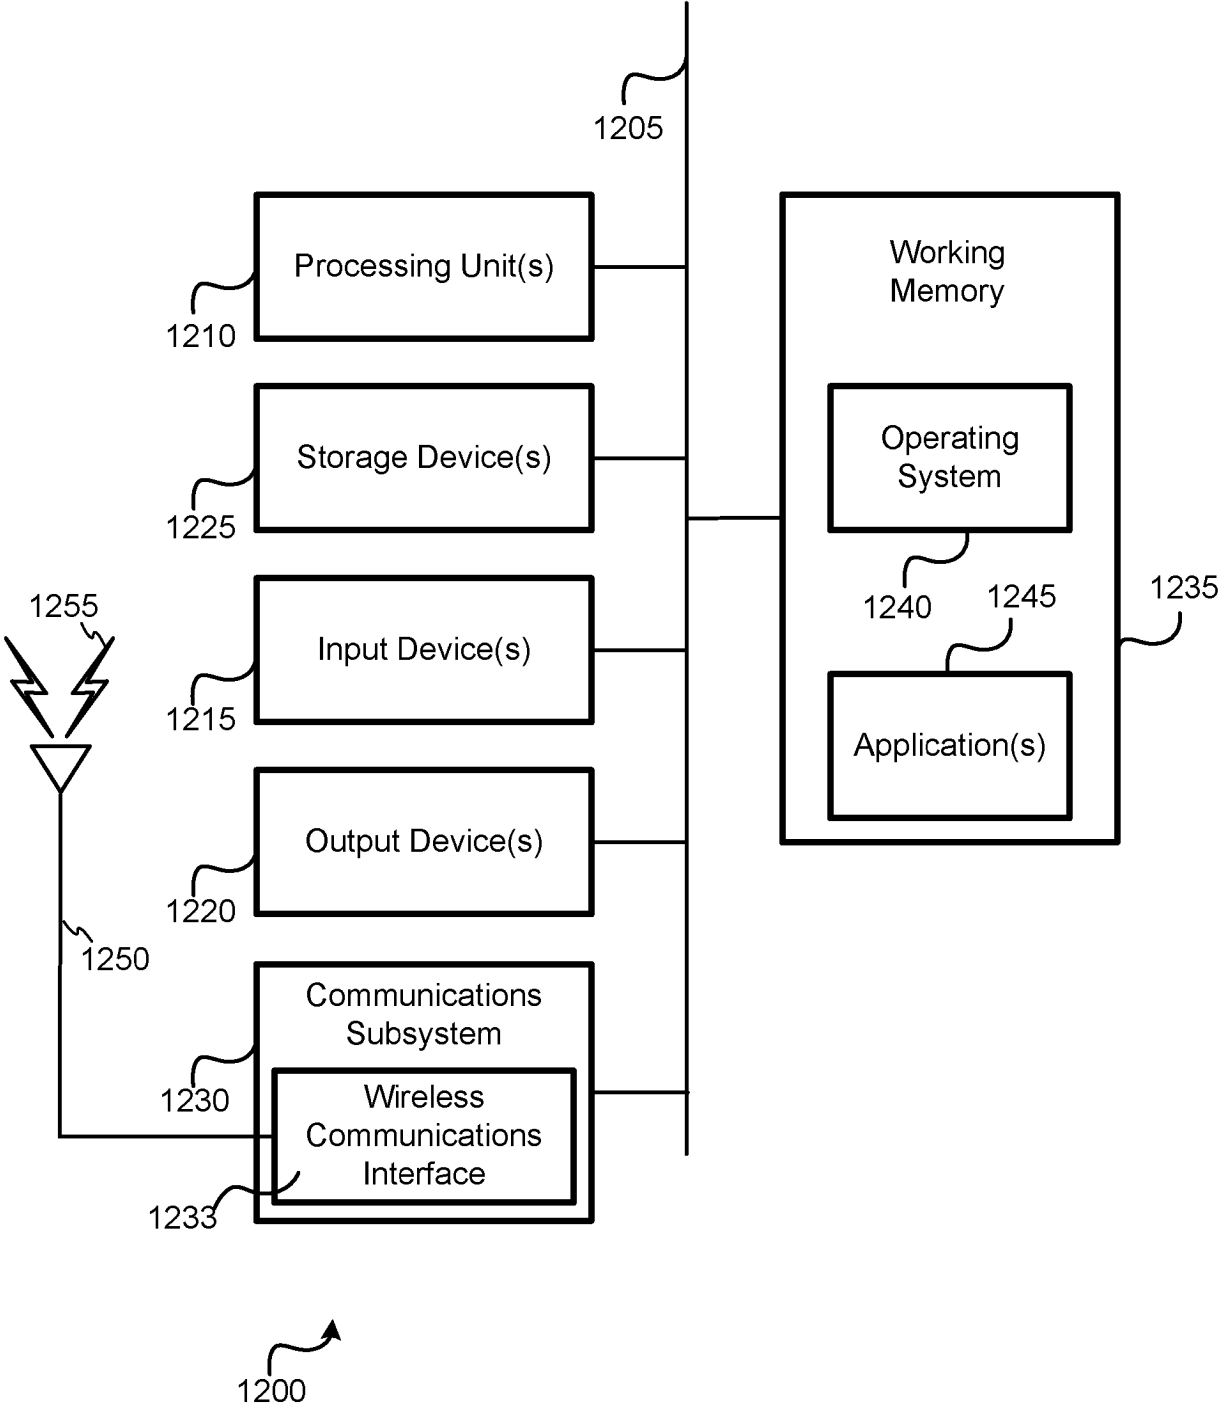 1205
Processing Unit(s)
1210
Storage Device(s)
1225
Input Device(s)
1215
Output Device(s)
1220
Communications
Subsystem
1230
Wireless
Communications
Interface
1233
1255
1250
Working
Memory
Operating
System
1240
1245
1235
Application(s)
1200